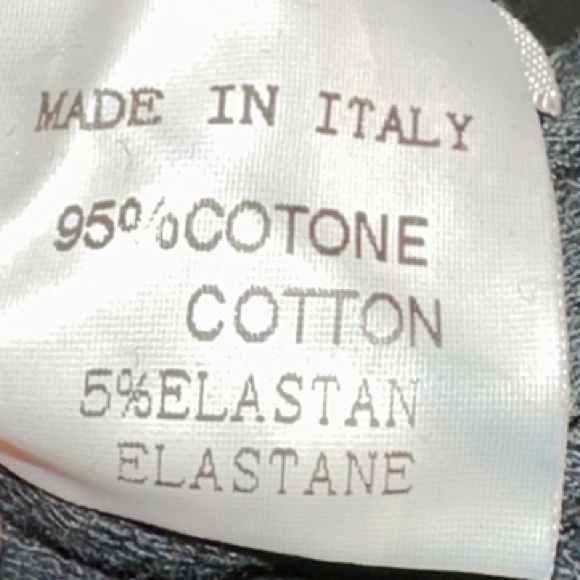 MADE IN ITALY
95%COTONE
COTTON
5%ELASTAN
ELASTANE